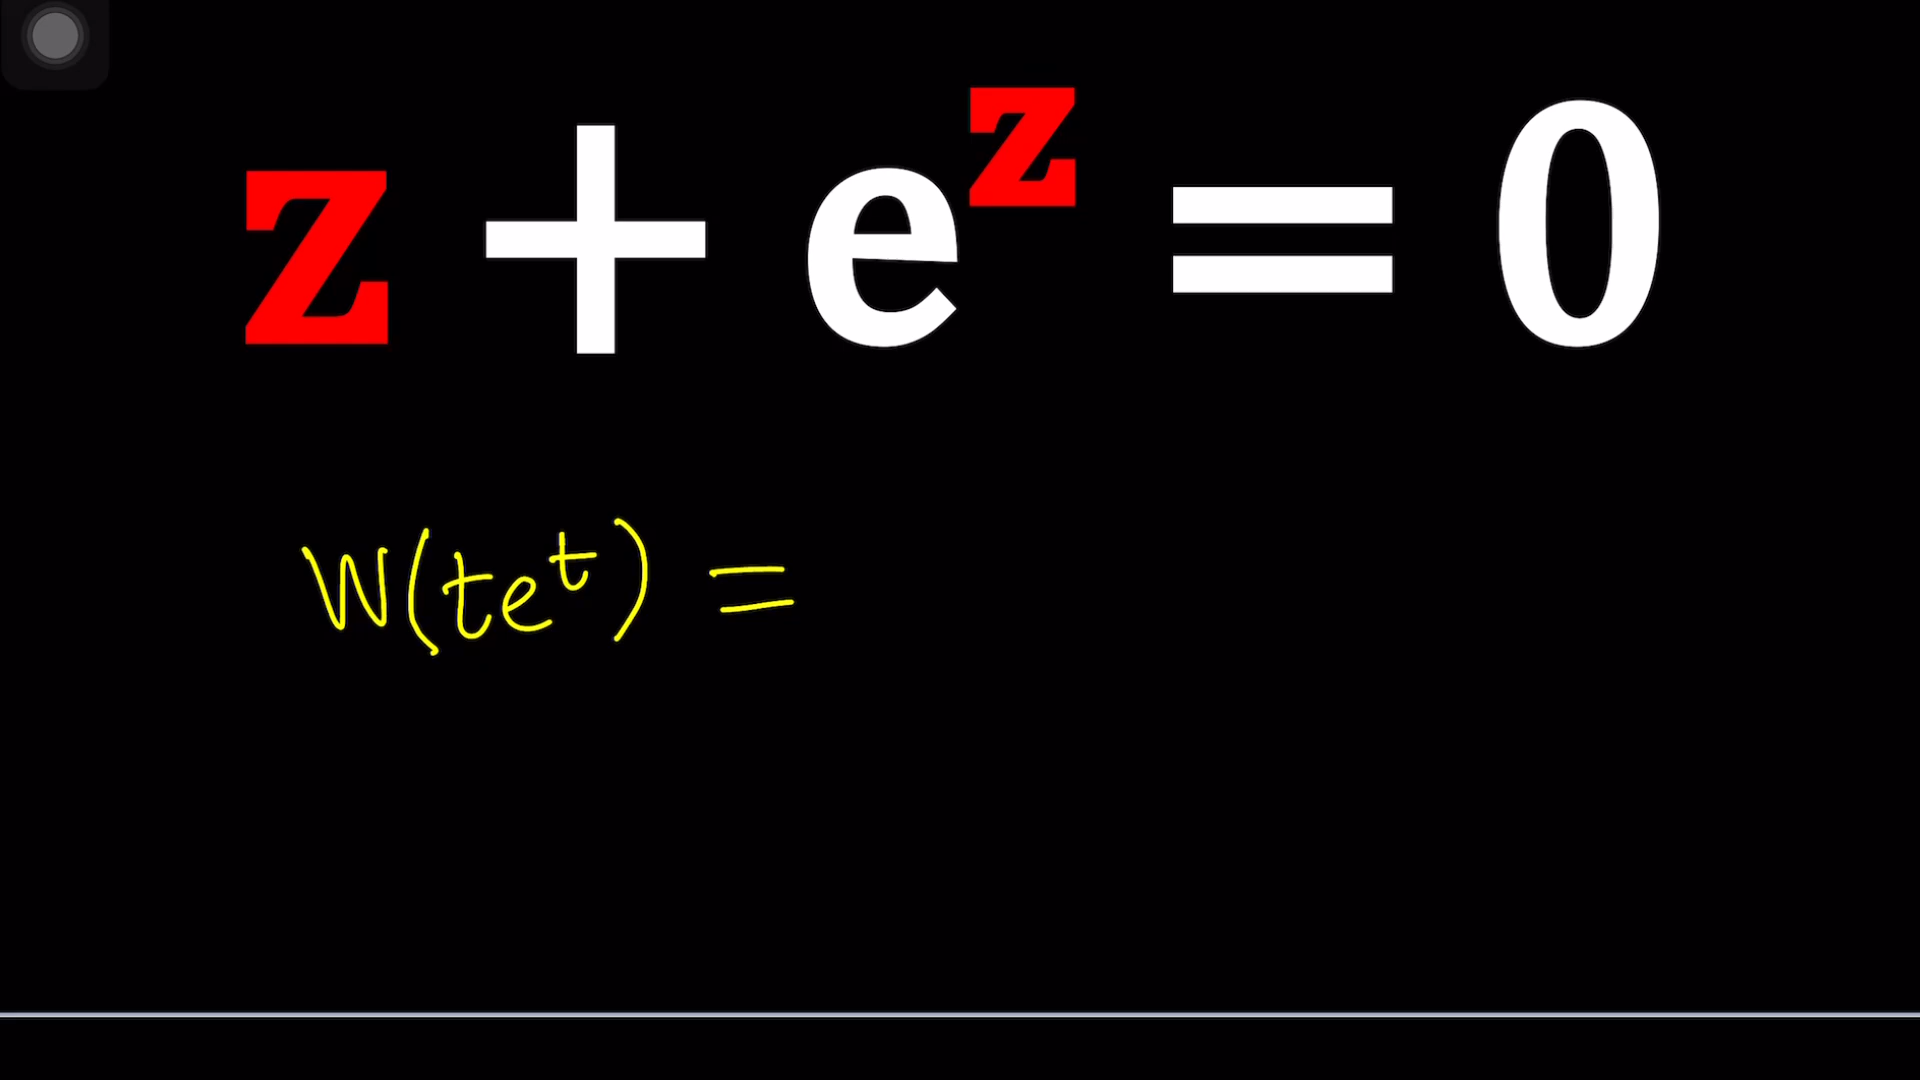 z + e^z = 0
W(te^t) =